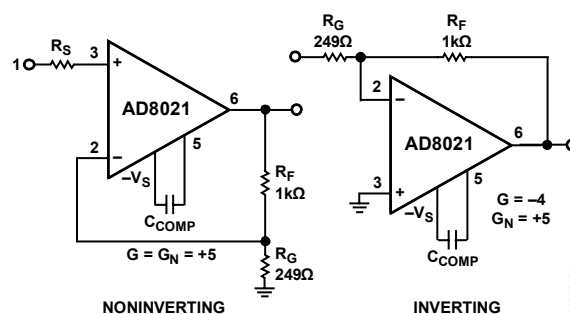 RS
1
3
+
AD8021
6
2
–
–VS
5
CCOMP
RF
1kΩ
G = GN = +5
RG
249Ω
NONINVERTING
RG
249Ω
RF
1kΩ
2
–
AD8021
6
3
+
–VS
5
CCOMP
G = –4
GN = +5
INVERTING